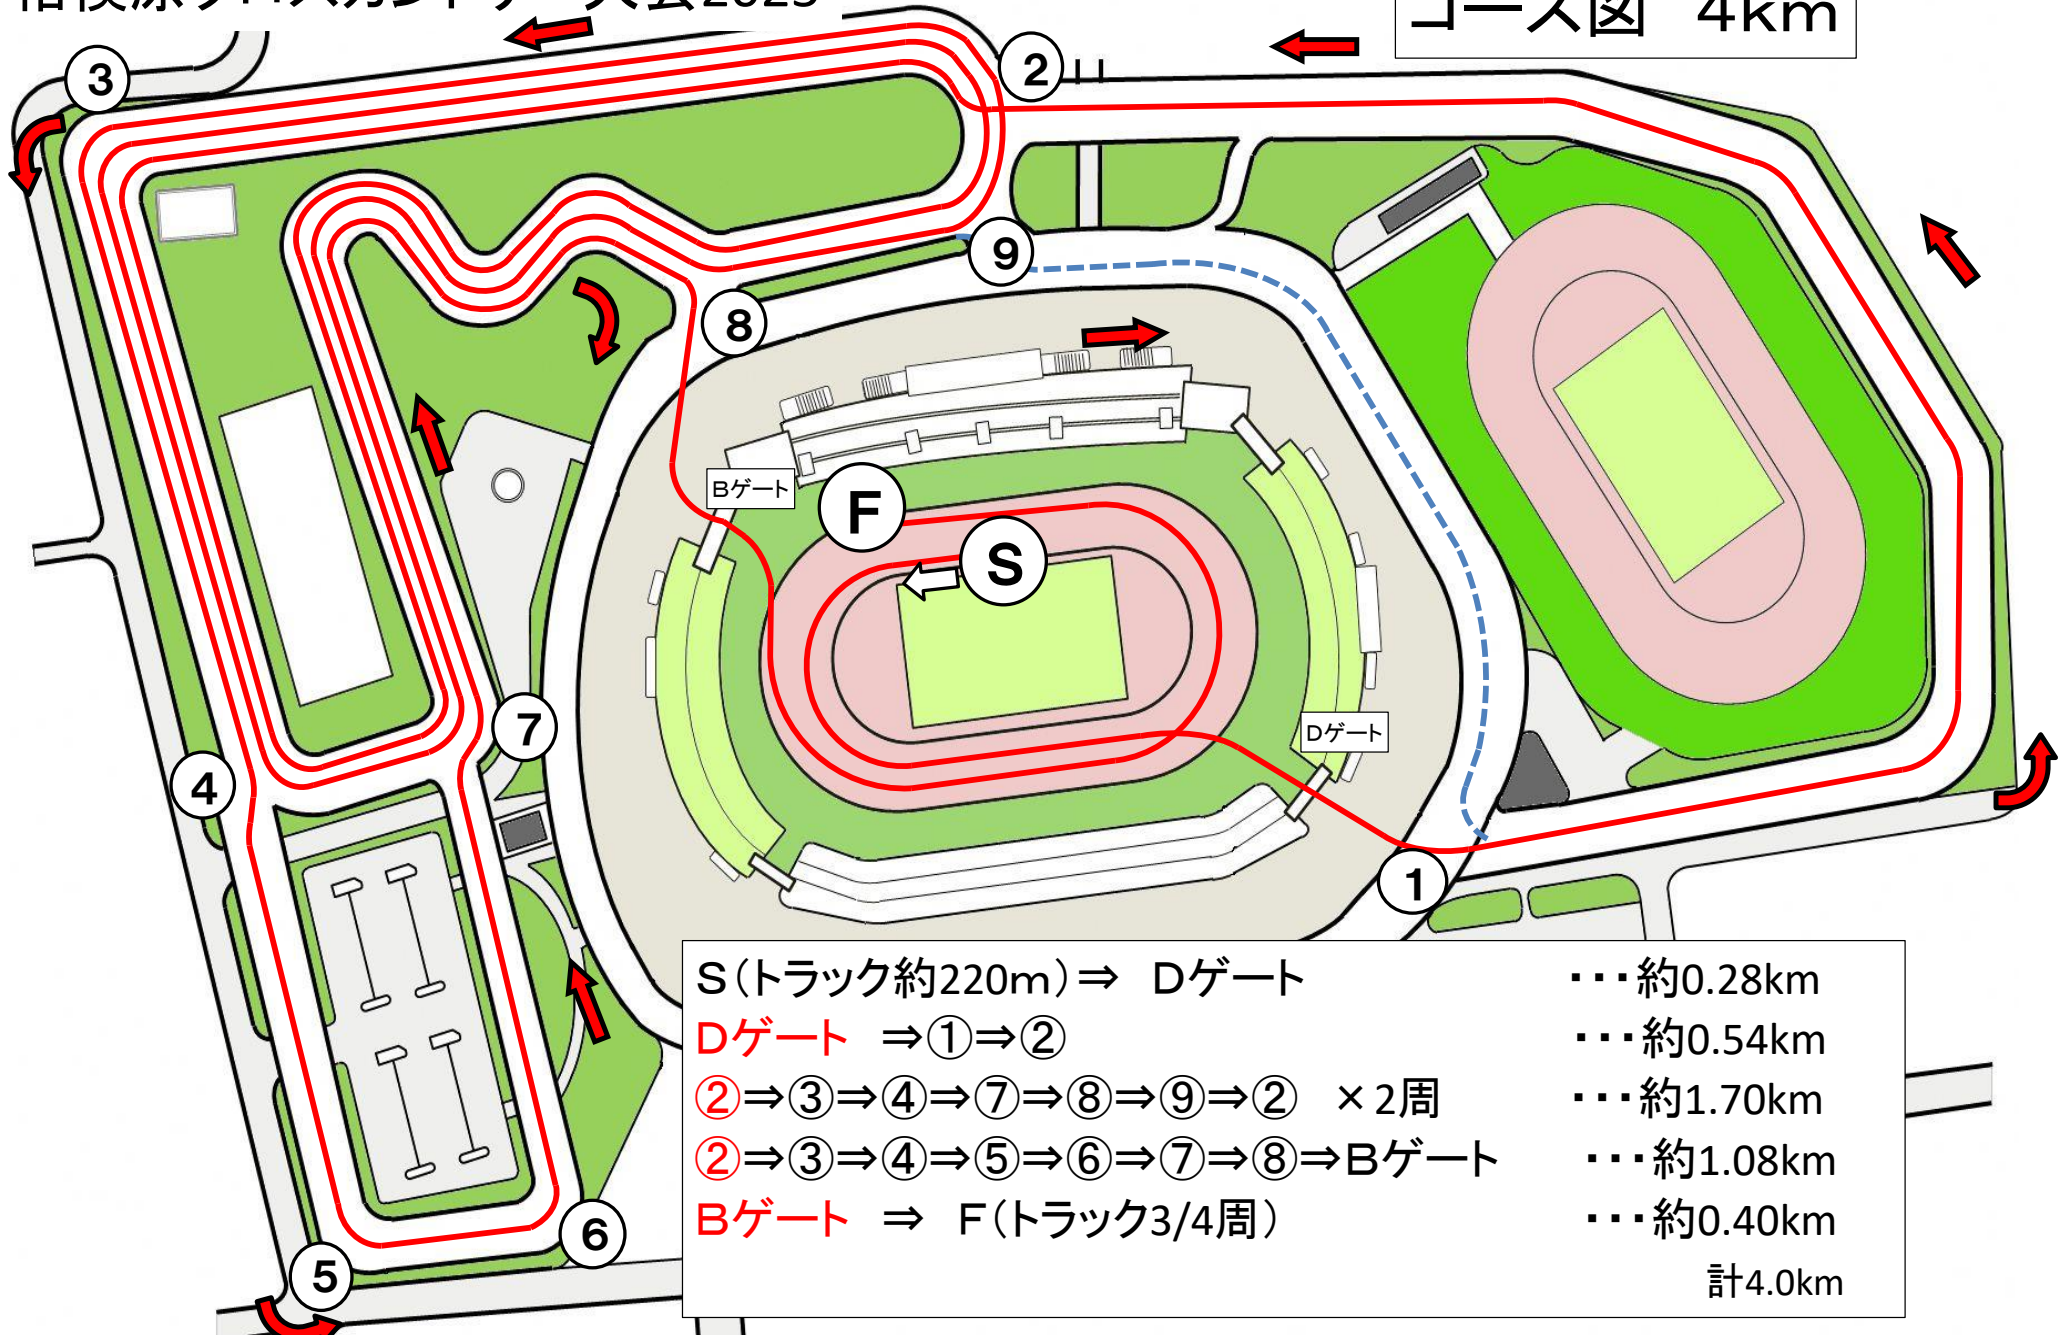 コース図 4km
③
②
⑨
⑧
Bゲート
F
S
⑦
Dゲート
④
①
⑥
⑤
S（トラック約220m）⇒ Dゲート ・・・約0.28km
Dゲート ⇒①⇒② ・・・約0.54km
②⇒③⇒④⇒⑦⇒⑧⇒⑨⇒② ×2周 ・・・約1.70km
②⇒③⇒④⇒⑤⇒⑥⇒⑦⇒⑧⇒Bゲート ・・・約1.08km
Bゲート ⇒ F（トラック3/4周） ・・・約0.40km
計4.0km